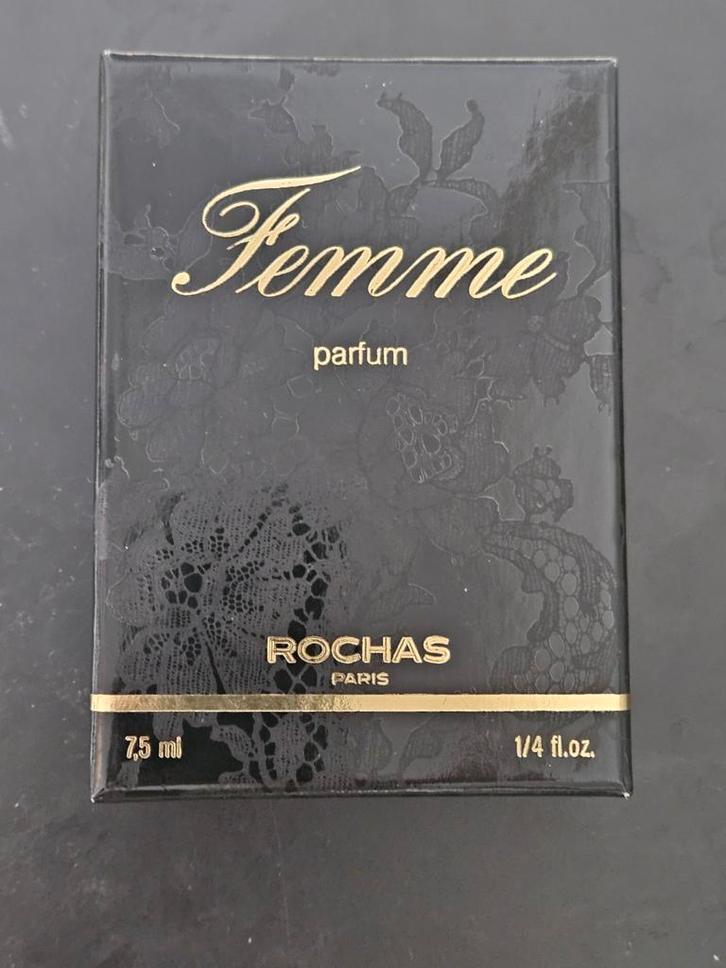 Femme
parfum
ROCHAS
PARIS
7,5 ml 1/4 fl.oz.